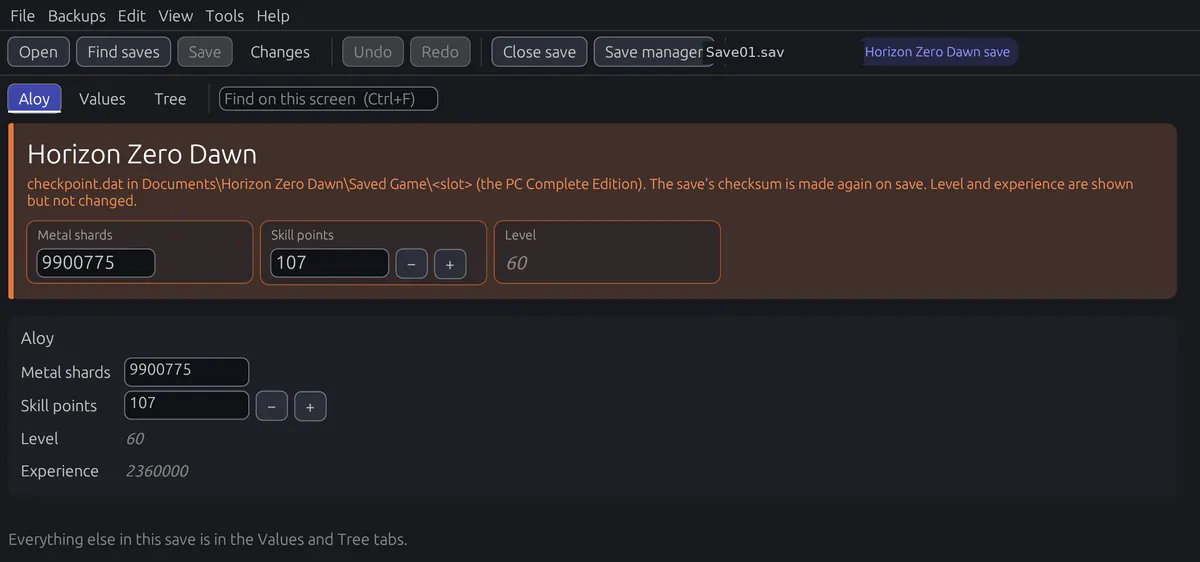 File Backups Edit View Tools Help
Open Find saves Save Changes Undo Redo Close save Save manager Save01.sav Horizon Zero Dawn save
Aloy Values Tree Find on this screen (Ctrl+F)
Horizon Zero Dawn
checkpoint.dat in Documents\Horizon Zero Dawn\Saved Game\<slot> (the PC Complete Edition). The save's checksum is made again on save. Level and experience are shown
but not changed.
Metal shards Skill points Level
9900775 107 − + 60
Aloy
Metal shards 9900775
Skill points 107 − +
Level 60
Experience 2360000
Everything else in this save is in the Values and Tree tabs.